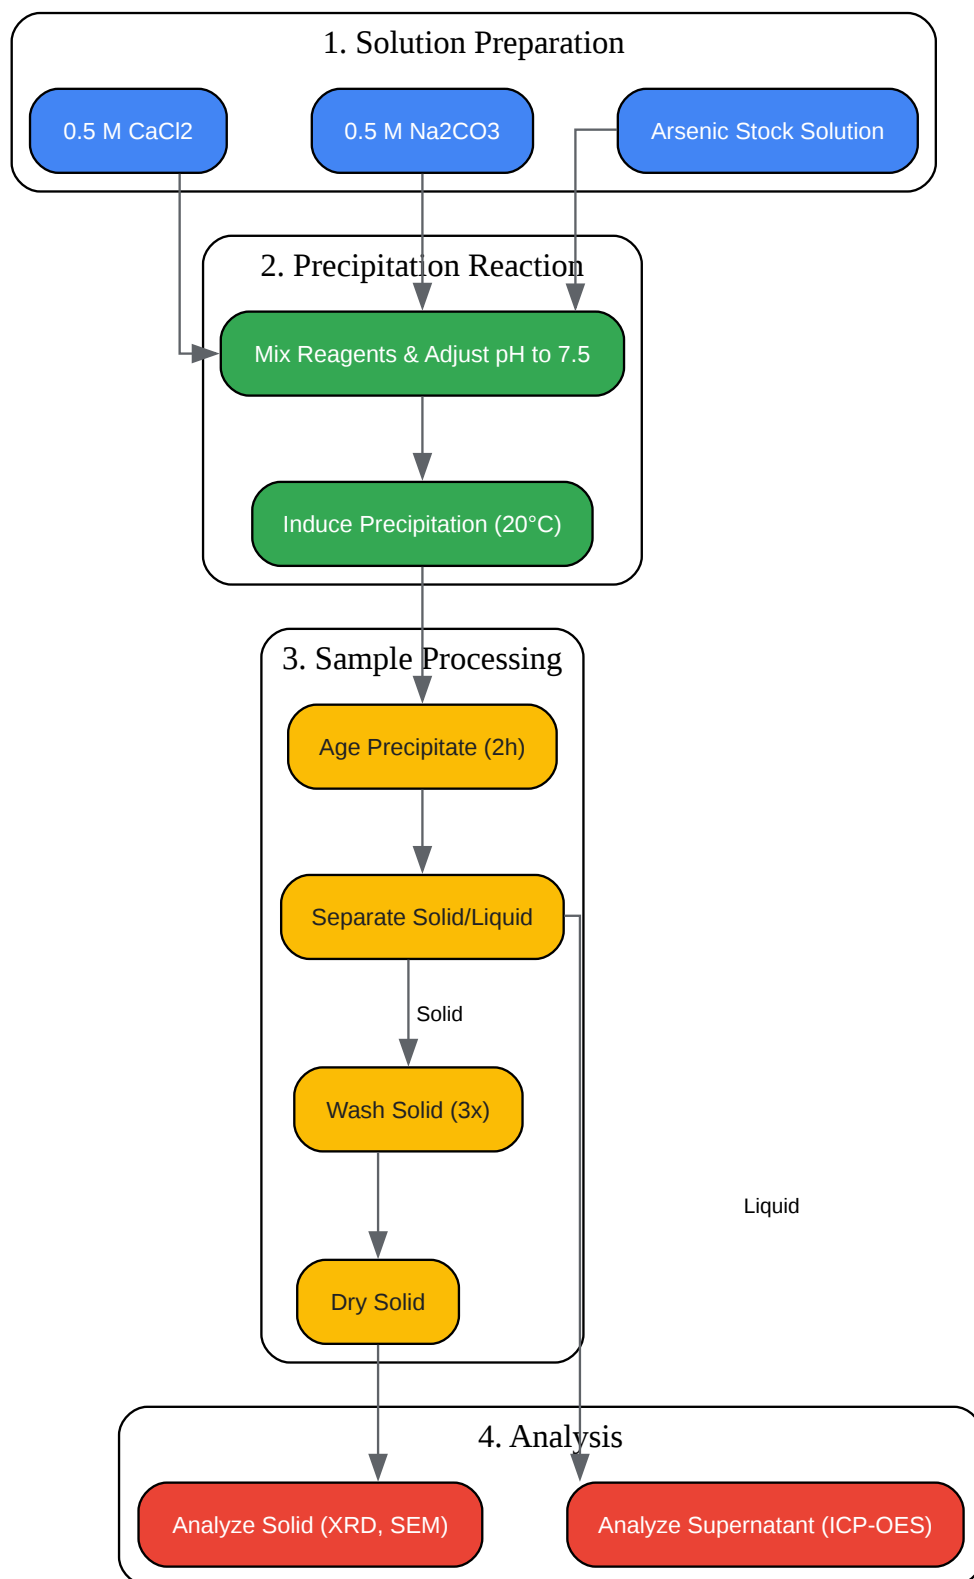 1. Solution Preparation
0.5 M CaCl2
0.5 M Na2CO3
Arsenic Stock Solution
2. Precipitation Reaction
Mix Reagents & Adjust pH to 7.5
Induce Precipitation (20°C)
3. Sample Processing
Age Precipitate (2h)
Separate Solid/Liquid
Solid
Wash Solid (3x)
Liquid
Dry Solid
4. Analysis
Analyze Solid (XRD, SEM)
Analyze Supernatant (ICP-OES)